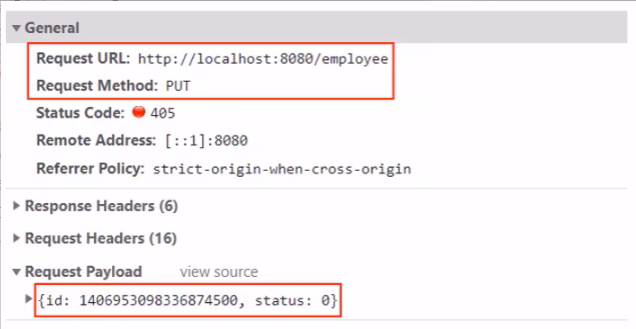 General
Request URL: http://localhost:8080/employee
Request Method: PUT
Status Code: 405
Remote Address: [::1]:8080
Referrer Policy: strict-origin-when-cross-origin
Response Headers (6)
Request Headers (16)
Request Payload view source
{id: 1406953098336874500, status: 0}